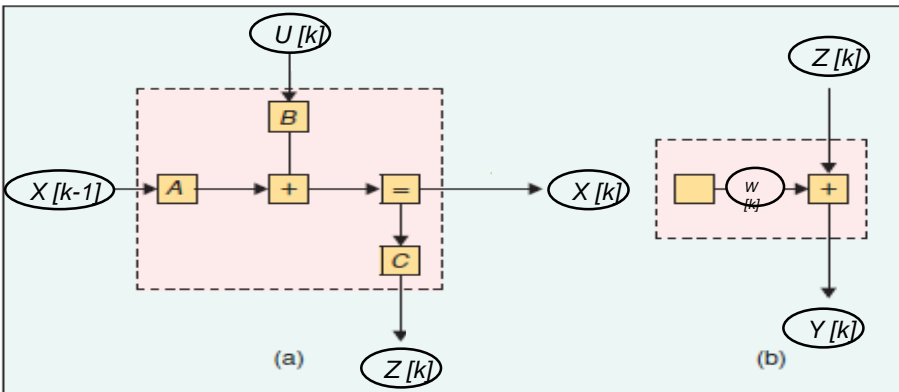 U [k]
Z [k]
B
X [k-1]
A
+
=
X [k]
W
[k]
+
C
Y [k]
(a)
Z [k]
(b)